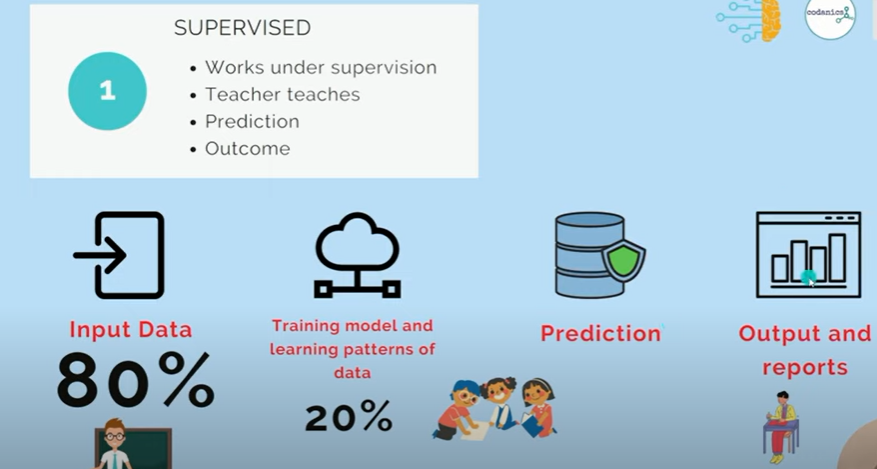 SUPERVISED
codanics
1
• Works under supervision
• Teacher teaches
• Prediction
• Outcome
Input Data
80%
Training model and
learning patterns of
data
20%
Prediction
Output and
reports